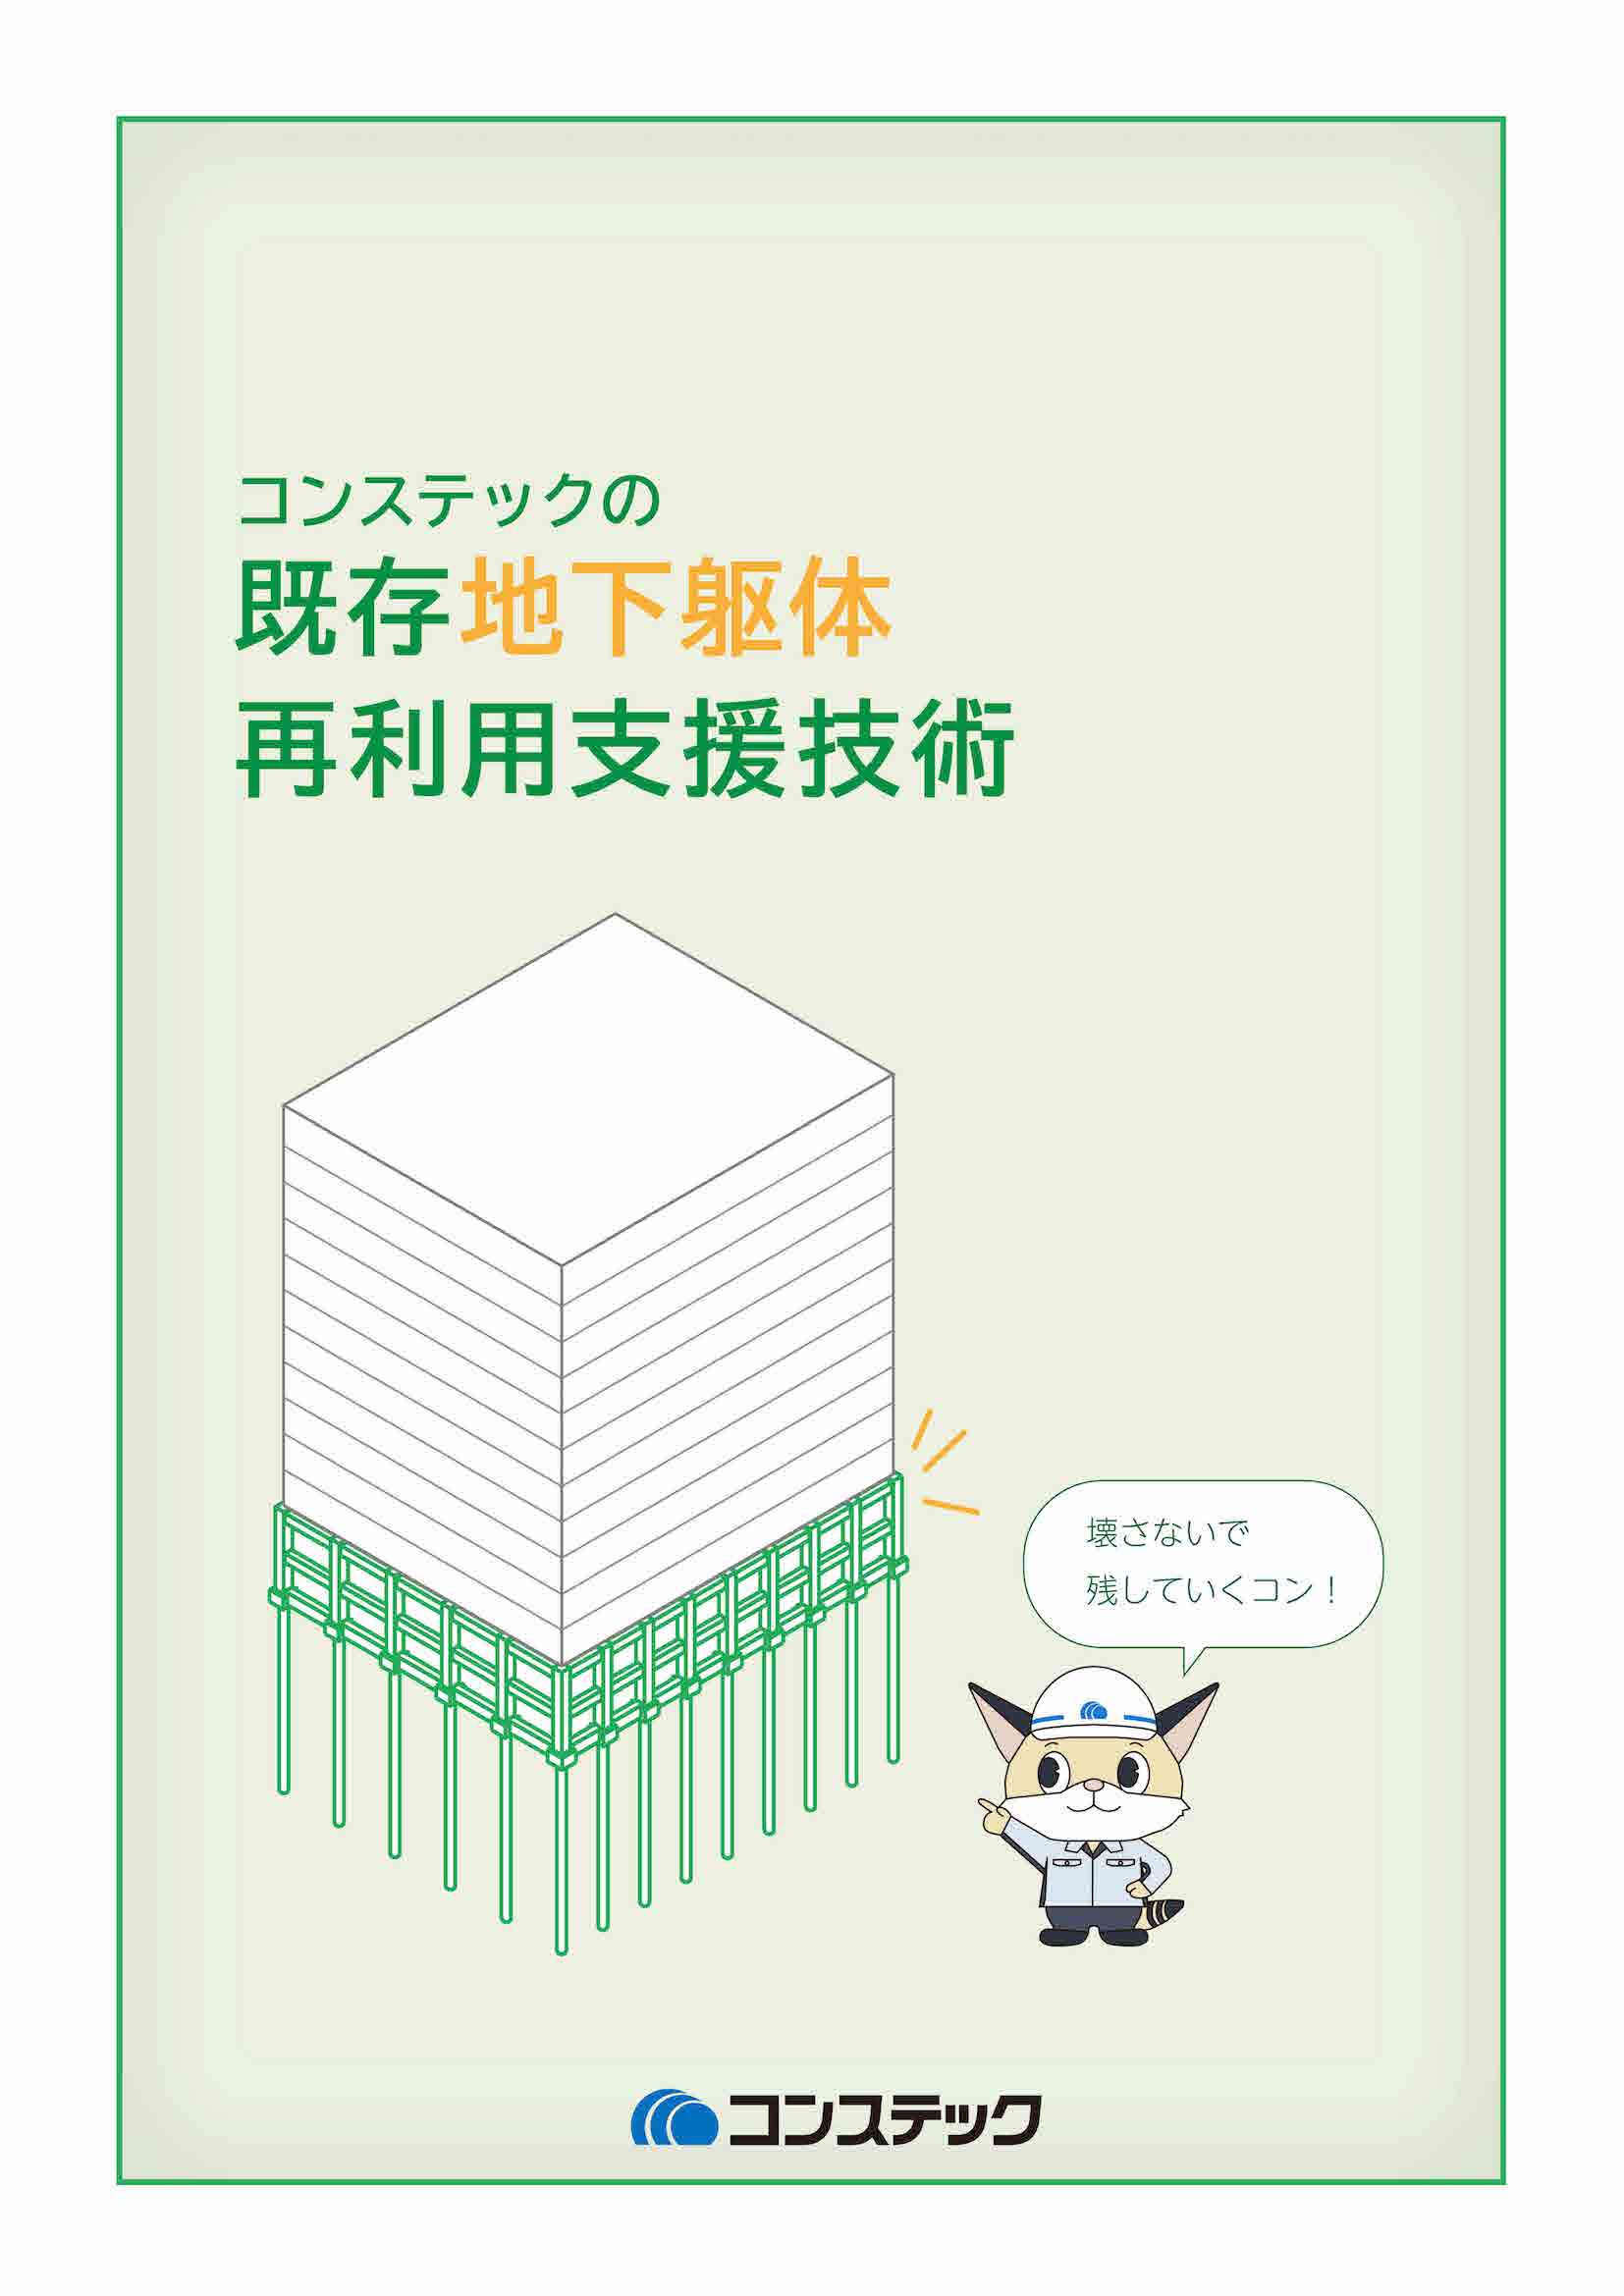 コンステックの
既存地下躯体
再利用支援技術
壊さないで
残していくコン！
コンステック